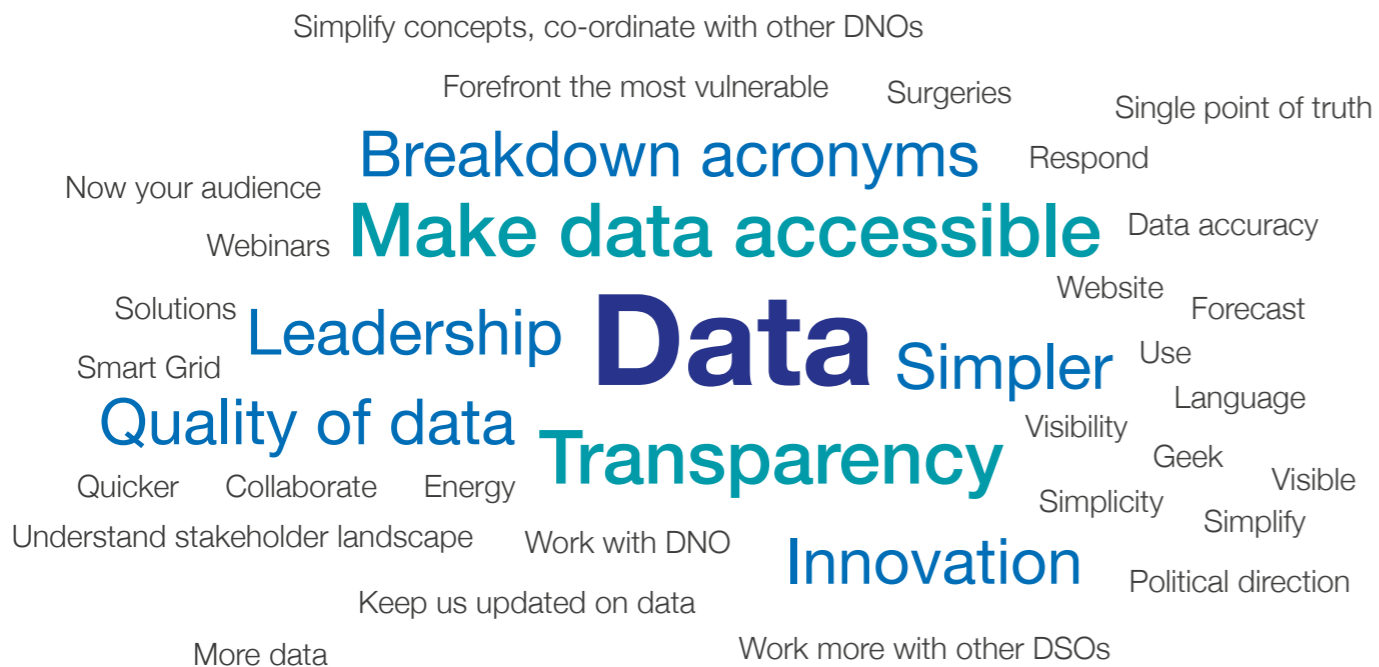 Simplify concepts, co-ordinate with other DNOs
Forefront the most vulnerable
Surgeries
Single point of truth
Breakdown acronyms
Respond
Now your audience
Make data accessible
Data accuracy
Webinars
Website
Solutions
Forecast
Leadership
Data
Simpler
Use
Smart Grid
Language
Quality of data
Visibility
Transparency
Geek
Visible
Quicker
Collaborate
Energy
Simplicity
Simplify
Understand stakeholder landscape
Work with DNO
Innovation
Political direction
Keep us updated on data
More data
Work more with other DSOs